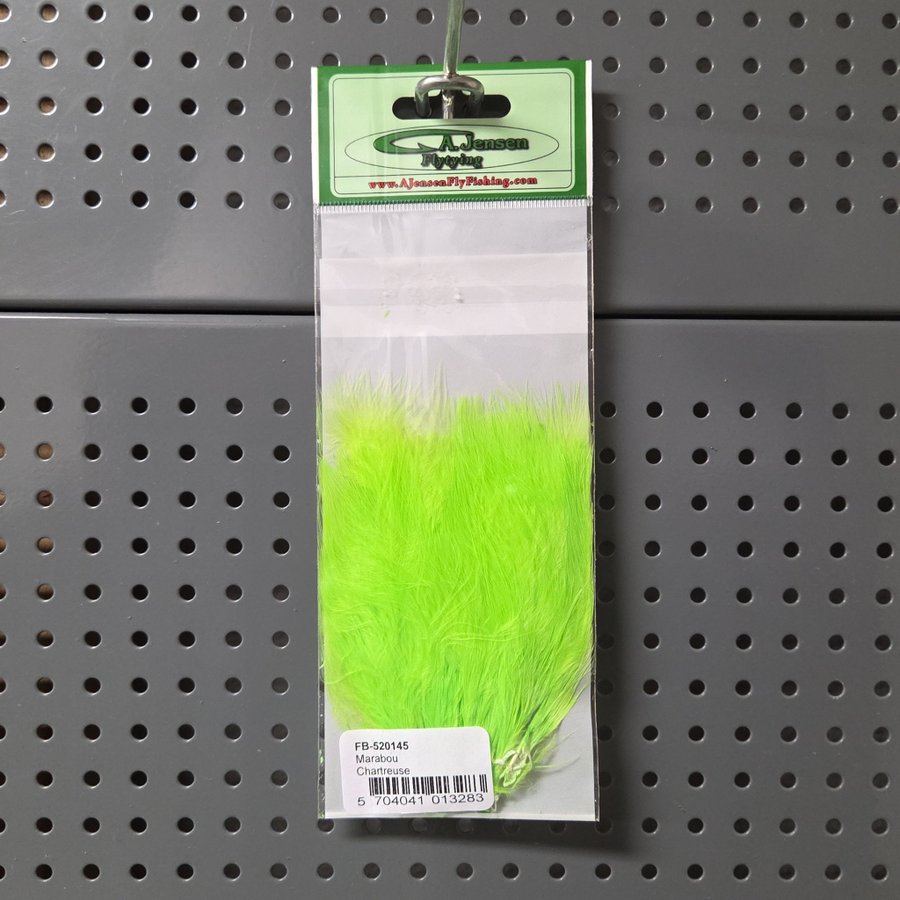 A. Jensen
Flytying
www.AJensenFlyFishing.com
FB-520145
Marabou
Chartreuse
5 704041 013283